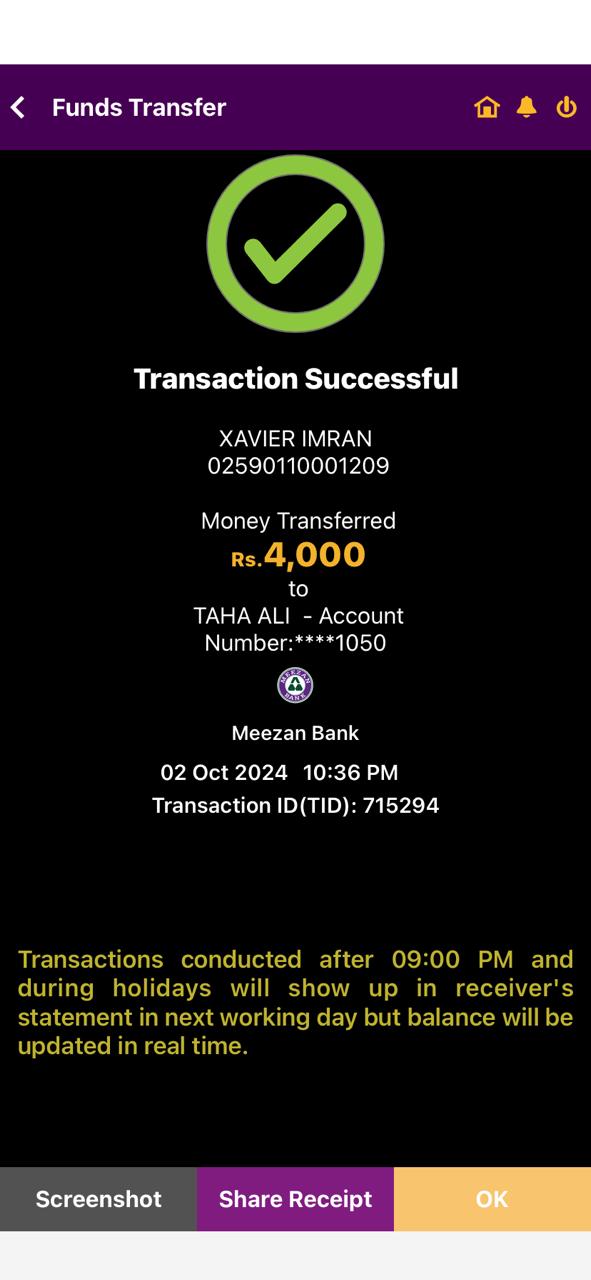 Funds Transfer
Transaction Successful
XAVIER IMRAN
02590110001209
Money Transferred
Rs.4,000
to
TAHA ALI - Account
Number:****1050
MEEZAN
BANK
Meezan Bank
02 Oct 2024 10:36 PM
Transaction ID(TID): 715294
Transactions conducted after 09:00 PM and
during holidays will show up in receiver's
statement in next working day but balance will be
updated in real time.
Screenshot
Share Receipt
OK